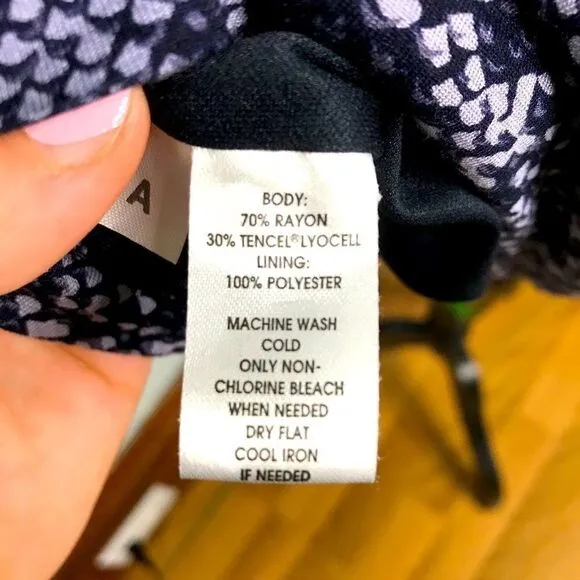 A
BODY:
70% RAYON
30% TENCEL®LYOCELL
LINING:
100% POLYESTER
MACHINE WASH
COLD
ONLY NON-
CHLORINE BLEACH
WHEN NEEDED
DRY FLAT
COOL IRON
IF NEEDED